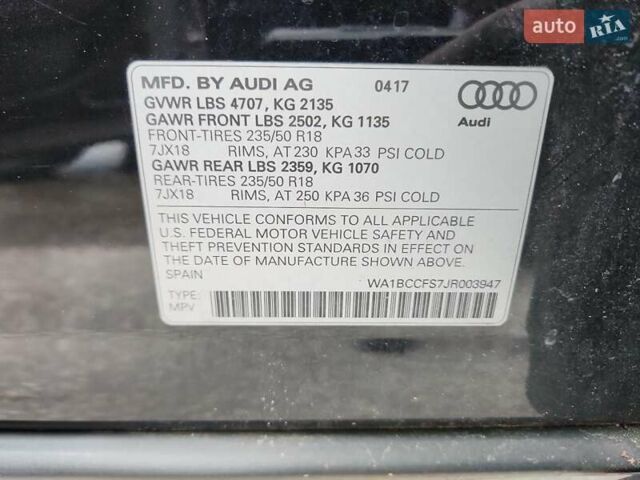 auto RIA.com
MFD. BY AUDI AG 0417
GVWR LBS 4707, KG 2135
GAWR FRONT LBS 2502, KG 1135
FRONT-TIRES 235/50 R18
7JX18 RIMS, AT 230 KPA 33 PSI COLD
GAWR REAR LBS 2359, KG 1070
REAR-TIRES 235/50 R18
7JX18 RIMS, AT 250 KPA 36 PSI COLD
Audi
THIS VEHICLE CONFORMS TO ALL APPLICABLE
U.S. FEDERAL MOTOR VEHICLE SAFETY AND
THEFT PREVENTION STANDARDS IN EFFECT ON
THE DATE OF MANUFACTURE SHOWN ABOVE.
SPAIN
WA1BCCFS7JR003947
TYPE:
MPV